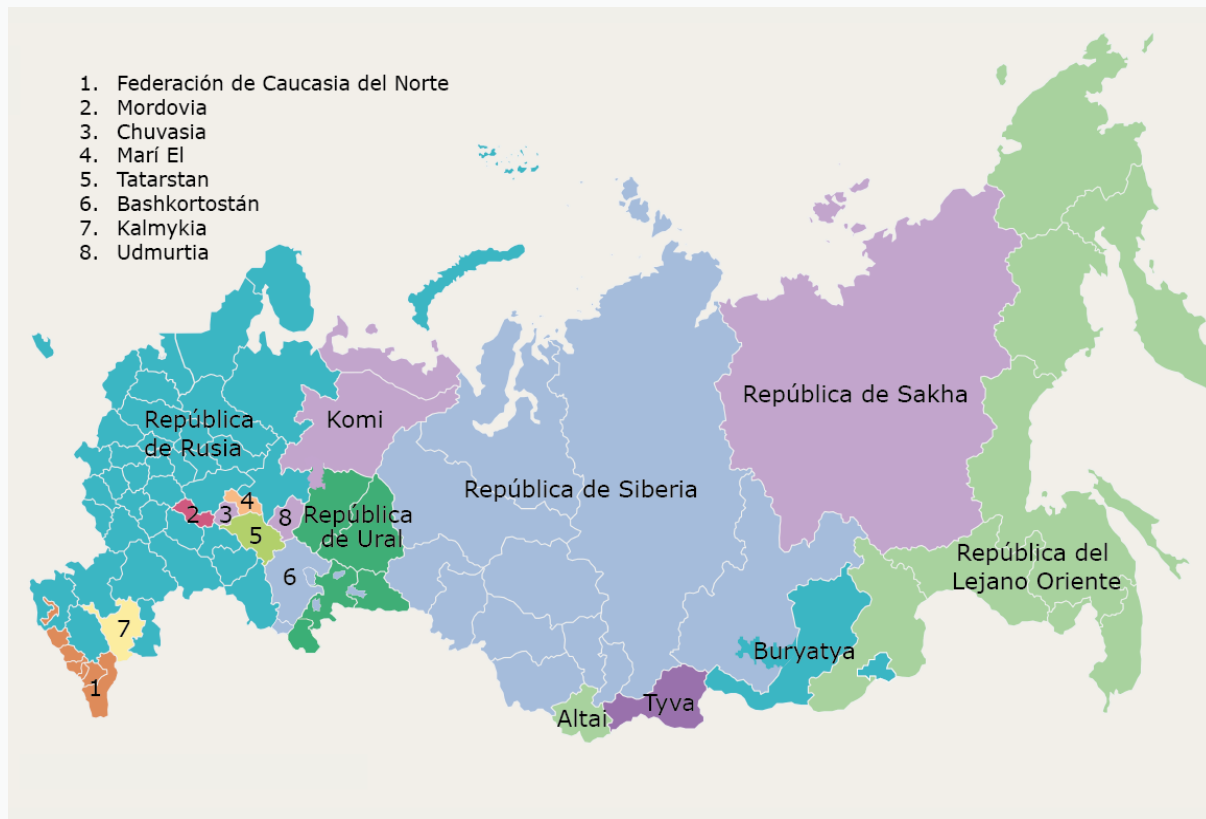 1. Federación de Caucasia del Norte
2. Mordovia
3. Chuvasia
4. Marí El
5. Tatarstan
6. Bashkortostán
7. Kalmykia
8. Udmurtia
República de Sakha
República
de Rusia
Komi
República de Siberia
4
2
3
8
República
de Ural
5
6
República del
Lejano Oriente
7
Buryatya
1
Tyva
Altai